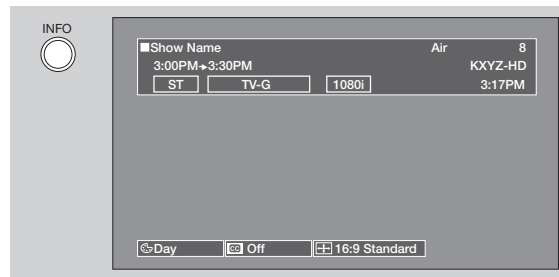 INFO
■Show Name Air 8
3:00PM→3:30PM KXYZ-HD
ST TV-G 1080i 3:17PM
Day CC Off 16:9 Standard